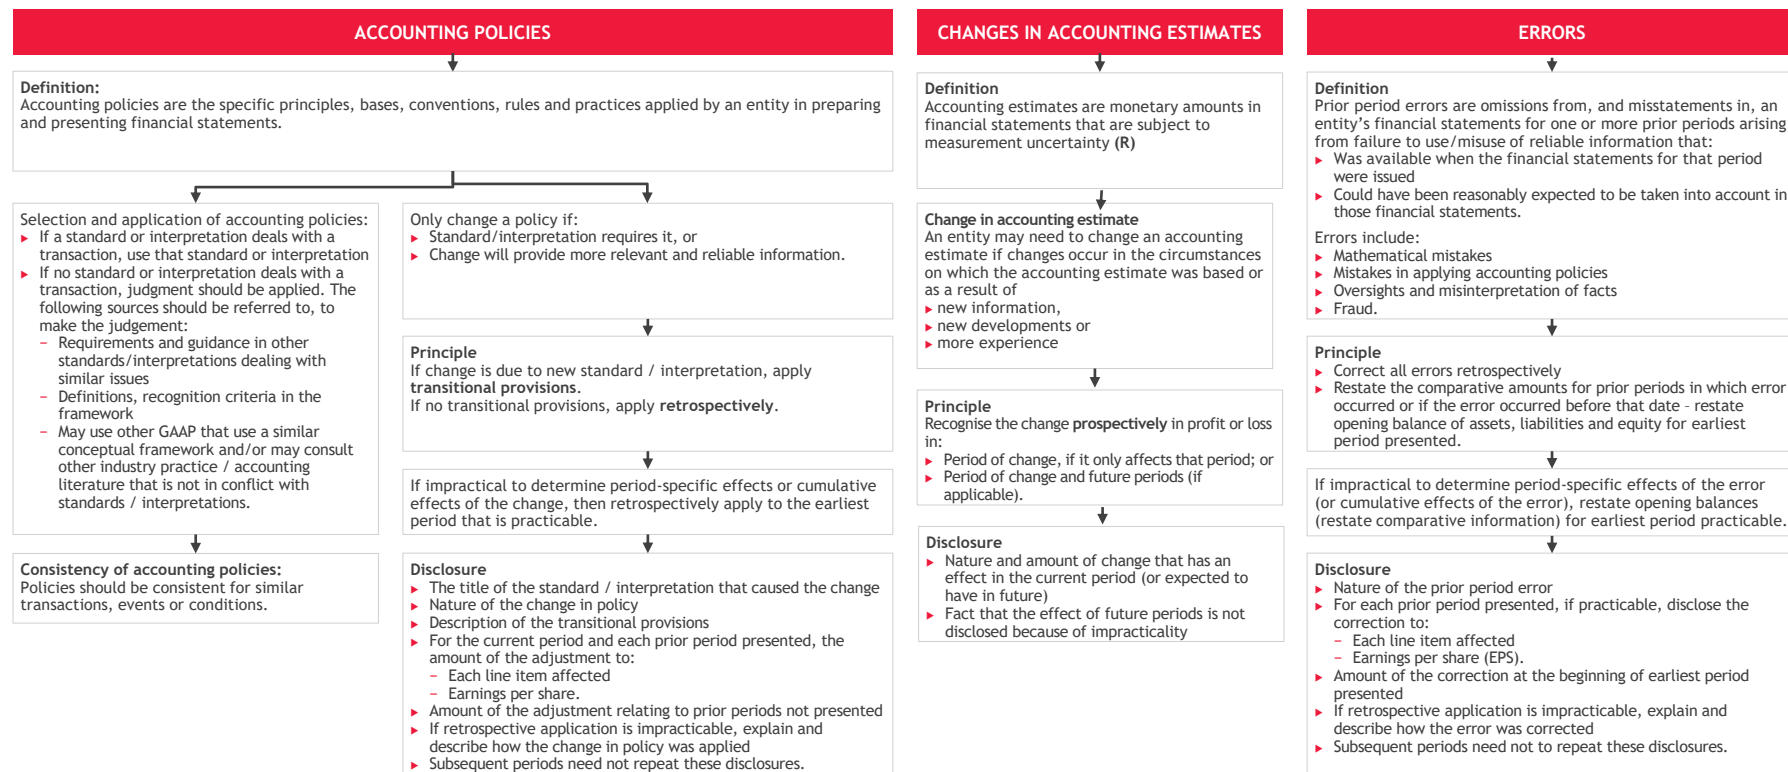 ACCOUNTING POLICIES
Definition:
Accounting policies are the specific principles, bases, conventions, rules and practices applied by an entity in preparing
and presenting financial statements.
Selection and application of accounting policies:
► If a standard or interpretation deals with a
transaction, use that standard or interpretation
► If no standard or interpretation deals with a
transaction, judgment should be applied. The
following sources should be referred to, to
make the judgement:
– Requirements and guidance in other
standards/interpretations dealing with
similar issues
– Definitions, recognition criteria in the
framework
– May use other GAAP that use a similar
conceptual framework and/or may consult
other industry practice / accounting
literature that is not in conflict with
standards / interpretations.
Consistency of accounting policies:
Policies should be consistent for similar
transactions, events or conditions.
Only change a policy if:
► Standard/interpretation requires it, or
► Change will provide more relevant and reliable information.
Principle
If change is due to new standard / interpretation, apply
transitional provisions.
If no transitional provisions, apply retrospectively.
If impractical to determine period-specific effects or cumulative
effects of the change, then retrospectively apply to the earliest
period that is practicable.
Disclosure
► The title of the standard / interpretation that caused the change
► Nature of the change in policy
► Description of the transitional provisions
► For the current period and each prior period presented, the
amount of the adjustment to:
– Each line item affected
– Earnings per share.
► Amount of the adjustment relating to prior periods not presented
► If retrospective application is impracticable, explain and
describe how the change in policy was applied
► Subsequent periods need not repeat these disclosures.
CHANGES IN ACCOUNTING ESTIMATES
Definition
Accounting estimates are monetary amounts in
financial statements that are subject to
measurement uncertainty (R)
Change in accounting estimate
An entity may need to change an accounting
estimate if changes occur in the circumstances
on which the accounting estimate was based or
as a result of
► new information,
► new developments or
► more experience
Principle
Recognise the change prospectively in profit or loss
in:
► Period of change, if it only affects that period; or
► Period of change and future periods (if
applicable).
Disclosure
► Nature and amount of change that has an
effect in the current period (or expected to
have in future)
► Fact that the effect of future periods is not
disclosed because of impracticality
ERRORS
Definition
Prior period errors are omissions from, and misstatements in, an
entity's financial statements for one or more prior periods arising
from failure to use/misuse of reliable information that:
► Was available when the financial statements for that period
were issued
► Could have been reasonably expected to be taken into account in
those financial statements.
Errors include:
► Mathematical mistakes
► Mistakes in applying accounting policies
► Oversights and misinterpretation of facts
► Fraud.
Principle
► Correct all errors retrospectively
► Restate the comparative amounts for prior periods in which error
occurred or if the error occurred before that date – restate
opening balance of assets, liabilities and equity for earliest
period presented.
If impractical to determine period-specific effects of the error
(or cumulative effects of the error), restate opening balances
(restate comparative information) for earliest period practicable.
Disclosure
► Nature of the prior period error
► For each prior period presented, if practicable, disclose the
correction to:
– Each line item affected
– Earnings per share (EPS).
► Amount of the correction at the beginning of earliest period
presented
► If retrospective application is impracticable, explain and
describe how the error was corrected
► Subsequent periods need not to repeat these disclosures.